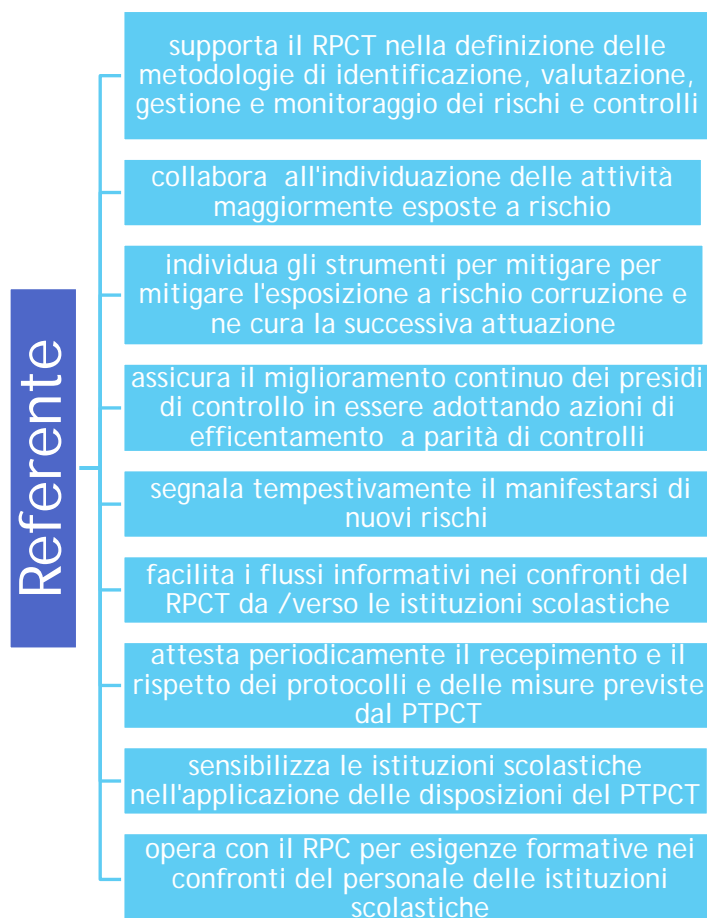 Referente
supporta il RPCT nella definizione delle
metodologie di identificazione, valutazione,
gestione e monitoraggio dei rischi e controlli
collabora  all'individuazione delle attività
maggiormente esposte a rischio
individua gli strumenti per mitigare per
mitigare l'esposizione a rischio corruzione e
ne cura la successiva attuazione
assicura il miglioramento continuo dei presidi
di controllo in essere adottando azioni di
efficentamento  a parità di controlli
segnala tempestivamente il manifestarsi di
nuovi rischi
facilita i flussi informativi nei confronti del
RPCT da /verso le istituzioni scolastiche
attesta periodicamente il recepimento e il
rispetto dei protocolli e delle misure previste
dal PTPCT
sensibilizza le istituzioni scolastiche
nell'applicazione delle disposizioni del PTPCT
opera con il RPC per esigenze formative nei
confronti del personale delle istituzioni
scolastiche